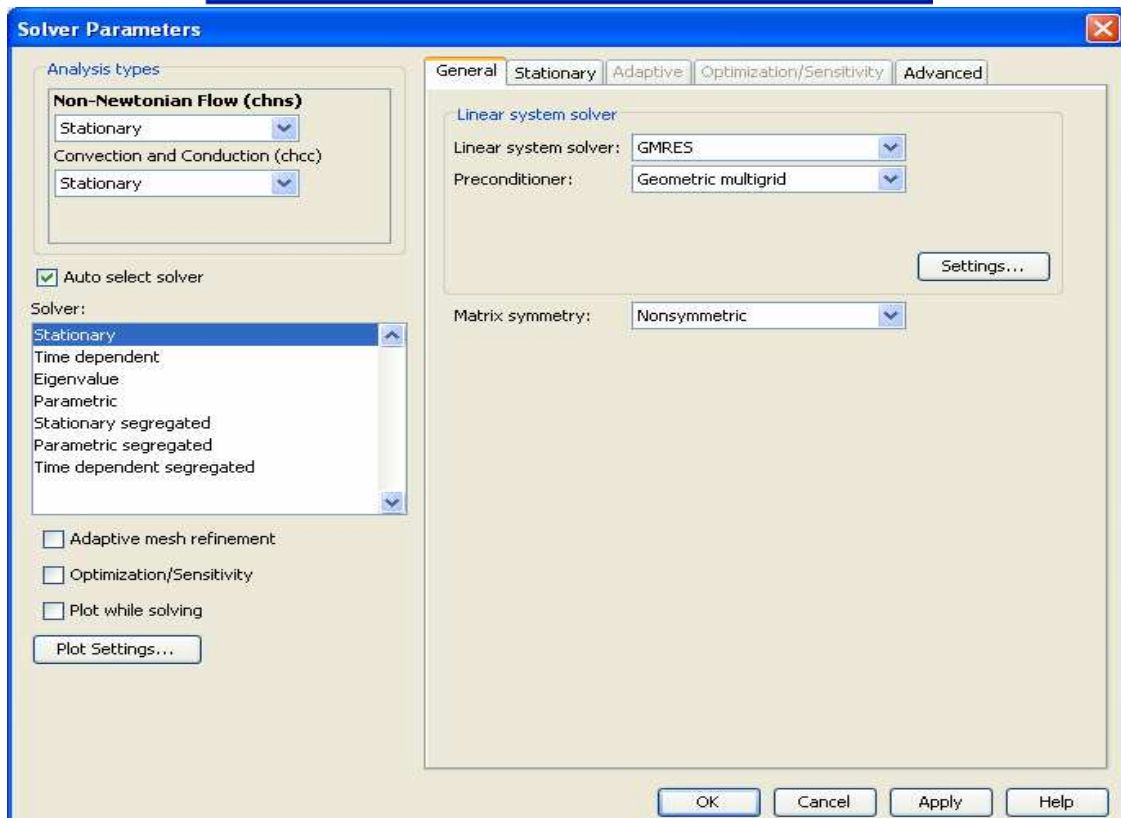 Solver Parameters
Analysis types
Non-Newtonian Flow (chns)
Stationary
Convection and Conduction (chcc)
Stationary
Auto select solver
Solver:
Stationary
Time dependent
Eigenvalue
Parametric
Stationary segregated
Parametric segregated
Time dependent segregated
Adaptive mesh refinement
Optimization/Sensitivity
Plot while solving
Plot Settings...
General Stationary Adaptive Optimization/Sensitivity Advanced
Linear system solver
Linear system solver: GMRES
Preconditioner: Geometric multigrid
Settings...
Matrix symmetry: Nonsymmetric
OK Cancel Apply Help